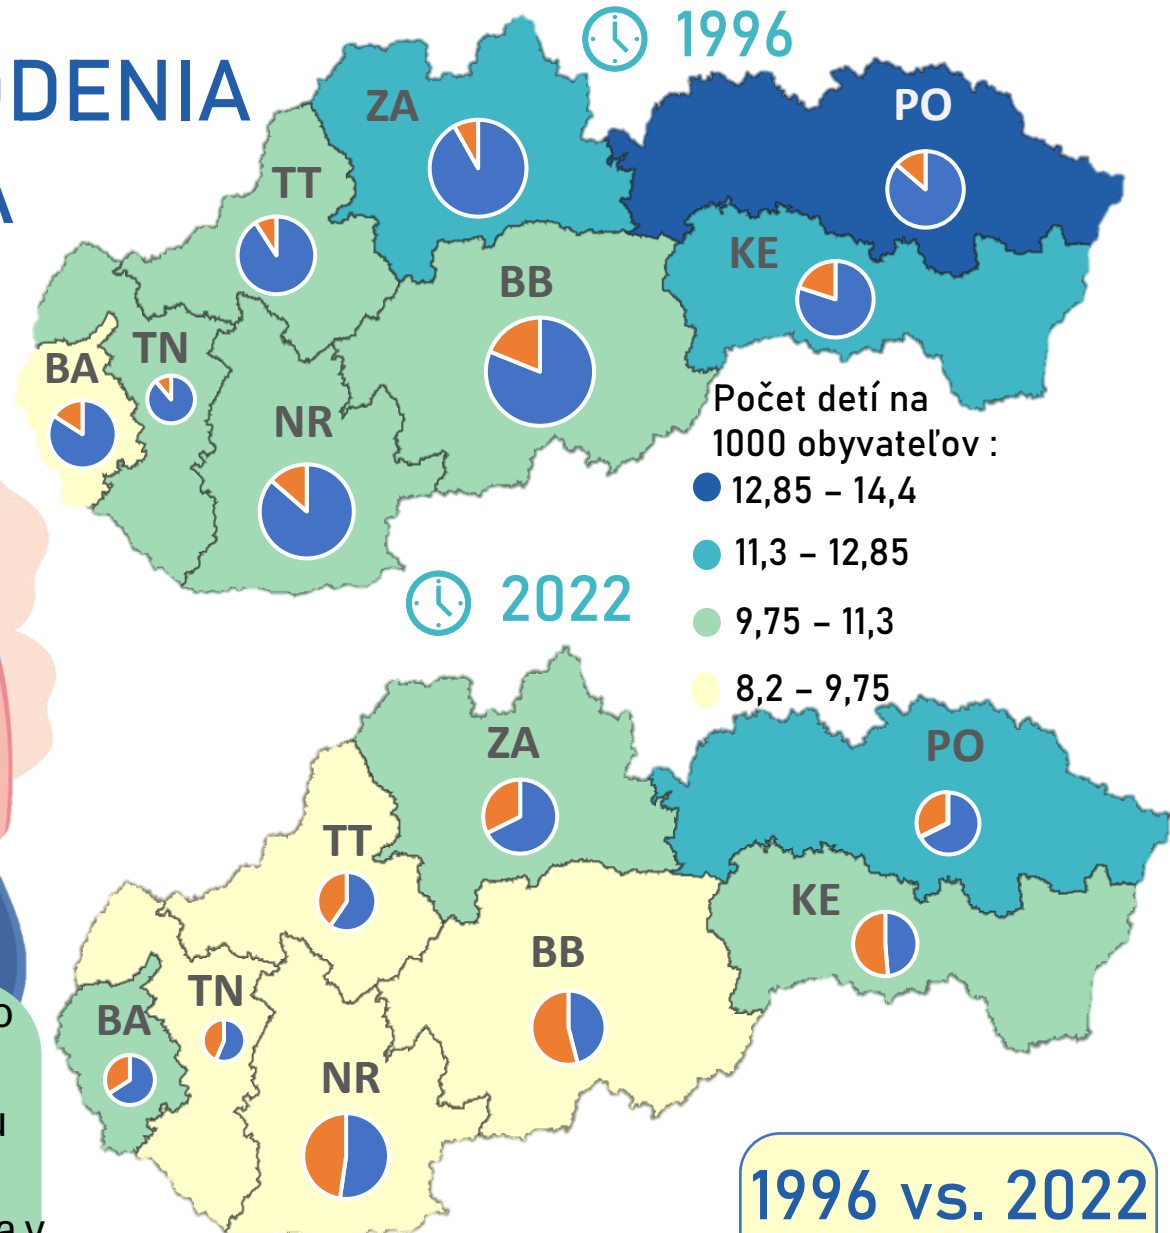 ODENIA
A
1996
ZA
PO
TT
KE
BB
TN
BA
NR
Počet detí na
1000 obyvateľov :
12,85 – 14,4
11,3 – 12,85
9,75 – 11,3
8,2 – 9,75
2022
ZA
PO
TT
KE
BB
TN
BA
NR
1996 vs. 2022